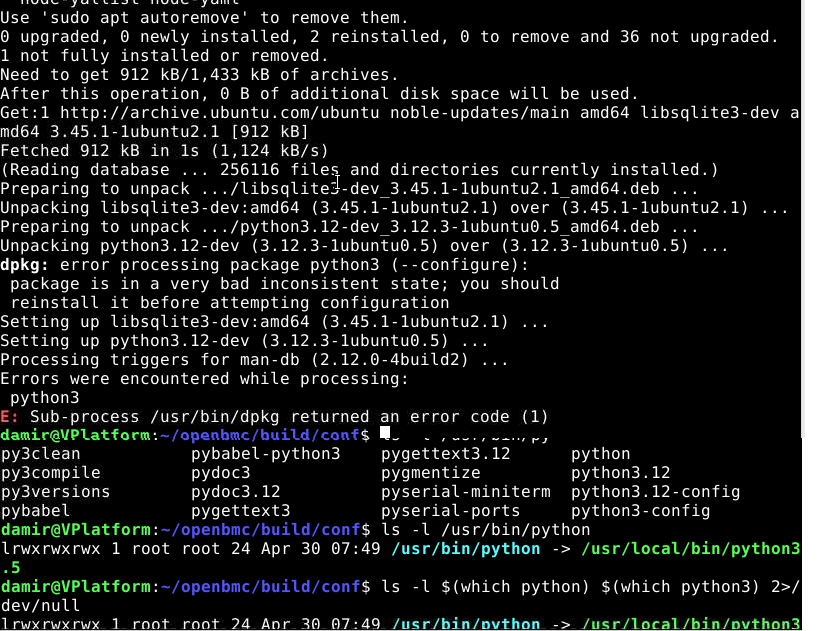 node-yallist node-yaml
Use 'sudo apt autoremove' to remove them.
0 upgraded, 0 newly installed, 2 reinstalled, 0 to remove and 36 not upgraded.
1 not fully installed or removed.
Need to get 912 kB/1,433 kB of archives.
After this operation, 0 B of additional disk space will be used.
Get:1 http://archive.ubuntu.com/ubuntu noble-updates/main amd64 libsqlite3-dev a
md64 3.45.1-1ubuntu2.1 [912 kB]
Fetched 912 kB in 1s (1,124 kB/s)
(Reading database ... 256116 files and directories currently installed.)
Preparing to unpack .../libsqlite3-dev_3.45.1-1ubuntu2.1_amd64.deb ...
Unpacking libsqlite3-dev:amd64 (3.45.1-1ubuntu2.1) over (3.45.1-1ubuntu2.1) ...
Preparing to unpack .../python3.12-dev_3.12.3-1ubuntu0.5_amd64.deb ...
Unpacking python3.12-dev (3.12.3-1ubuntu0.5) over (3.12.3-1ubuntu0.5) ...
dpkg: error processing package python3 (--configure):
 package is in a very bad inconsistent state; you should
 reinstall it before attempting configuration
Setting up libsqlite3-dev:amd64 (3.45.1-1ubuntu2.1) ...
Setting up python3.12-dev (3.12.3-1ubuntu0.5) ...
Processing triggers for man-db (2.12.0-4build2) ...
Errors were encountered while processing:
 python3
E: Sub-process /usr/bin/dpkg returned an error code (1)
damir@VPlatform:~/openbmc/build/conf$ ls -l /usr/bin/py
py3clean pybabel-python3 pygettext3.12 python
py3compile pydoc3 pygmentize python3.12
py3versions pydoc3.12 pyserial-miniterm python3.12-config
pybabel pygettext3 pyserial-ports python3-config
damir@VPlatform:~/openbmc/build/conf$ ls -l /usr/bin/python
lrwxrwxrwx 1 root root 24 Apr 30 07:49 /usr/bin/python -> /usr/local/bin/python3
.5
damir@VPlatform:~/openbmc/build/conf$ ls -l $(which python) $(which python3) 2>/
dev/null
lrwxrwxrwx 1 root root 24 Apr 30 07:49 /usr/bin/python -> /usr/local/bin/python3